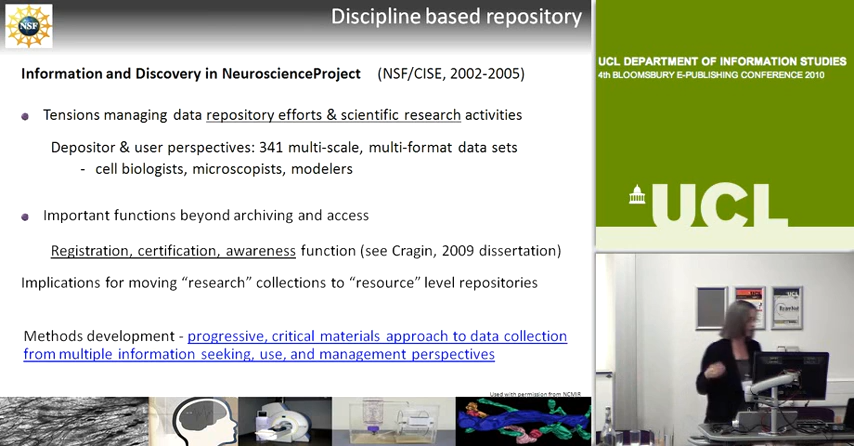 NSF
Discipline based repository
Information and Discovery in NeuroscienceProject (NSF/CISE, 2002-2005)
Tensions managing data repository efforts & scientific research activities
Depositor & user perspectives: 341 multi-scale, multi-format data sets
- cell biologists, microscopists, modelers
Important functions beyond archiving and access
Registration, certification, awareness function (see Cragin, 2009 dissertation)
Implications for moving “research” collections to “resource” level repositories
Methods development - progressive, critical materials approach to data collection
from multiple information seeking, use, and management perspectives
Used with permission from NCMIR
UCL DEPARTMENT OF INFORMATION STUDIES
4th BLOOMSBURY E-PUBLISHING CONFERENCE 2010
UCL
UCL